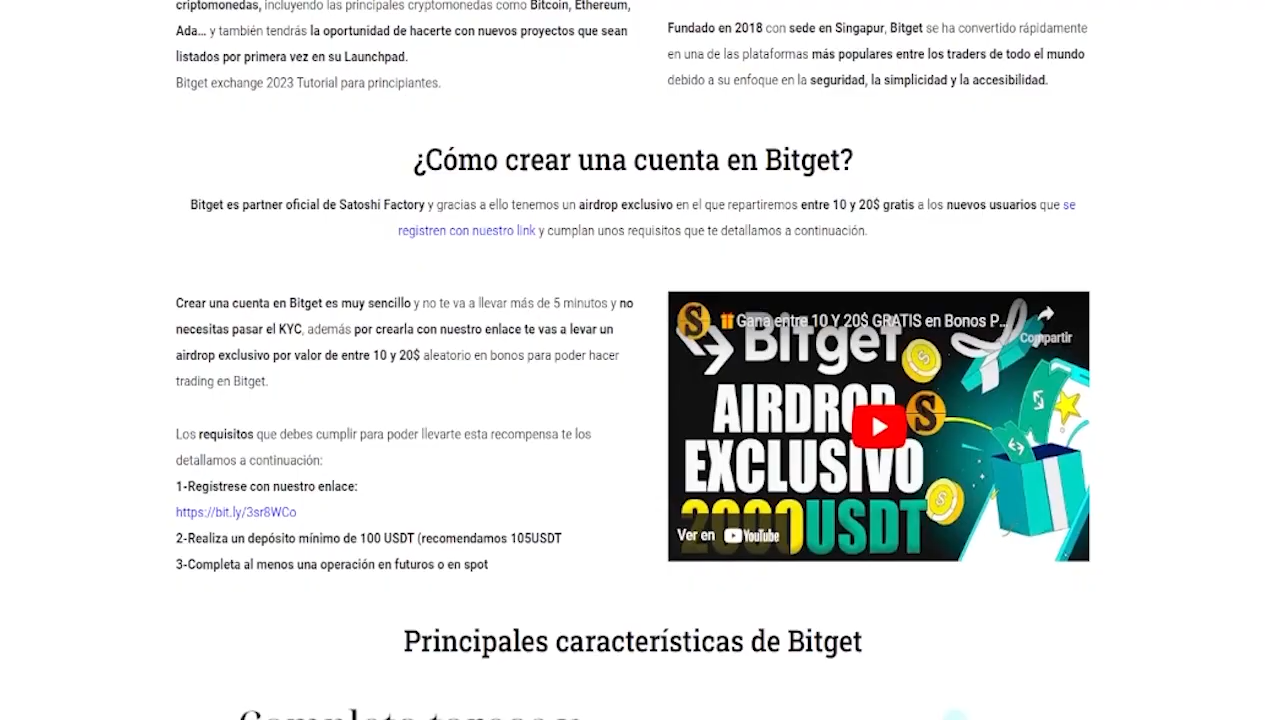 criptomonedas, incluyendo las principales cryptomonedas como Bitcoin, Ethereum,
Ada... y también tendrás la oportunidad de hacerte con nuevos proyectos que sean
listados por primera vez en su Launchpad.
Bitget exchange 2023 Tutorial para principiantes.
Fundado en 2018 con sede en Singapur, Bitget se ha convertido rápidamente
en una de las plataformas más populares entre los traders de todo el mundo
debido a su enfoque en la seguridad, la simplicidad y la accesibilidad.
¿Cómo crear una cuenta en Bitget?
Bitget es partner oficial de Satoshi Factory y gracias a ello tenemos un airdrop exclusivo en el que repartiremos entre 10 y 20$ gratis a los nuevos usuarios que se
registren con nuestro link y cumplan unos requisitos que te detallamos a continuación.
Crear una cuenta en Bitget es muy sencillo y no te va a llevar más de 5 minutos y no
necesitas pasar el KYC, además por crearla con nuestro enlace te vas a llevar un
airdrop exclusivo por valor de entre 10 y 20$ aleatorio en bonos para poder hacer
trading en Bitget.
Los requisitos que debes cumplir para poder llevarte esta recompensa te los
detallamos a continuación:
1-Registrese con nuestro enlace:
https://bit.ly/3sr8WCo
2-Realiza un depósito mínimo de 100 USDT (recomendamos 105USDT
3-Completa al menos una operación en futuros o en spot
Gana entre 10 Y 20$ GRATIS en Bonos P...
Compartir
Bitget
AIRDROP
EXCLUSIVO
2000USDT
Ver en YouTube
Principales características de Bitget